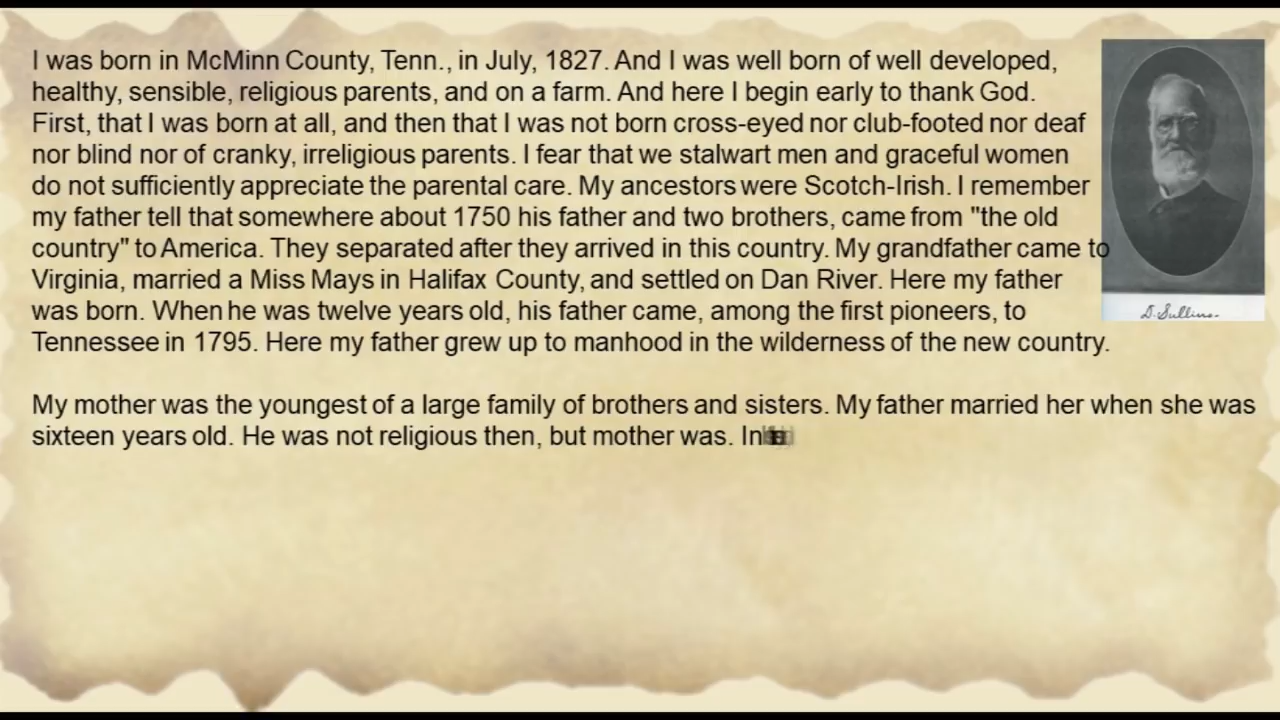 I was born in McMinn County, Tenn., in July, 1827. And I was well born of well developed,
healthy, sensible, religious parents, and on a farm. And here I begin early to thank God.
First, that I was born at all, and then that I was not born cross-eyed nor club-footed nor deaf
nor blind nor of cranky, irreligious parents. I fear that we stalwart men and graceful women
do not sufficiently appreciate the parental care. My ancestors were Scotch-Irish. I remember
my father tell that somewhere about 1750 his father and two brothers, came from "the old
country" to America. They separated after they arrived in this country. My grandfather came to
Virginia, married a Miss Mays in Halifax County, and settled on Dan River. Here my father
was born. When he was twelve years old, his father came, among the first pioneers, to
Tennessee in 1795. Here my father grew up to manhood in the wilderness of the new country.
D. Sullins.
My mother was the youngest of a large family of brothers and sisters. My father married her when she was
sixteen years old. He was not religious then, but mother was. In